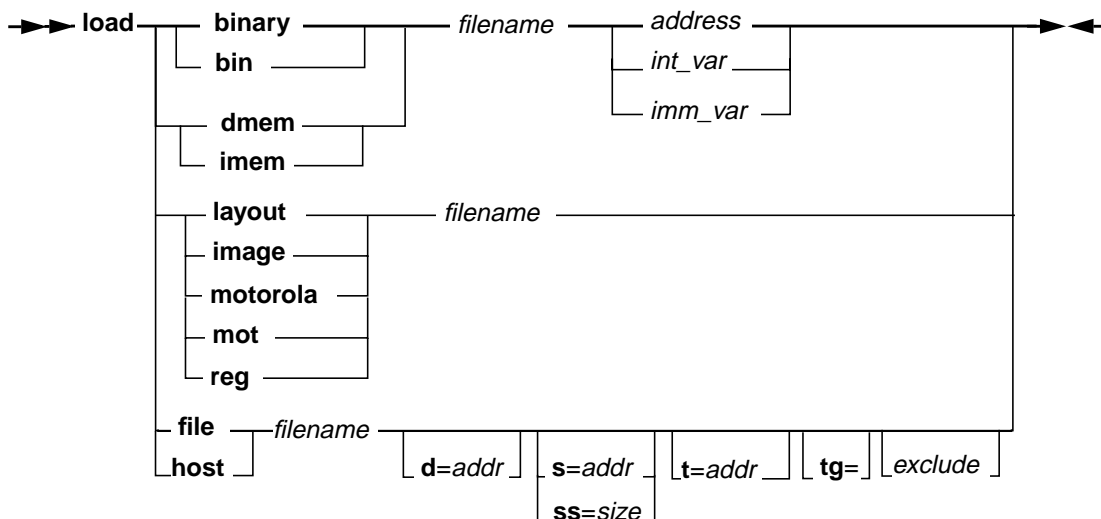 load binary filename address
bin int_var
imm_var
dmem
imem
layout filename
image
motorola
mot
reg
file filename
host d=addr s=addr t=addr tg= exclude
ss=size